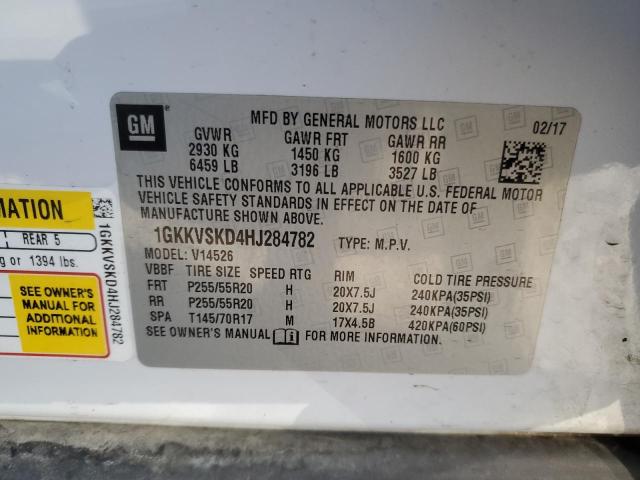 GM
MFD BY GENERAL MOTORS LLC 02/17
GVWR GAWR FRT GAWR RR
2930 KG 1450 KG 1600 KG
6459 LB 3196 LB 3527 LB
THIS VEHICLE CONFORMS TO ALL APPLICABLE U.S. FEDERAL MOTOR
VEHICLE SAFETY STANDARDS IN EFFECT ON THE DATE OF
MANUFACTURE SHOWN ABOVE.
1GKKVSKD4HJ284782 TYPE: M.P.V.
MODEL: V14526
VBBF TIRE SIZE SPEED RTG RIM COLD TIRE PRESSURE
FRT P255/55R20 H 20X7.5J 240KPA(35PSI)
RR P255/55R20 H 20X7.5J 240KPA(35PSI)
SPA T145/70R17 M 17X4.5B 420KPA(60PSI)
SEE OWNER'S MANUAL FOR MORE INFORMATION.
REAR 5
or 1394 lbs.
SEE OWNER'S
MANUAL FOR
ADDITIONAL
INFORMATION
1GKKVSKD4HJ284782